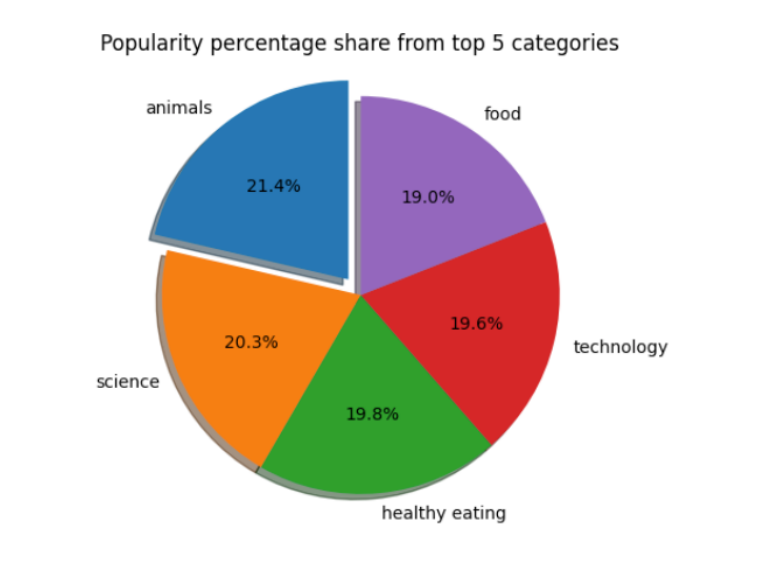 Popularity percentage share from top 5 categories
animals
food
21.4%
19.0%
19.6%
20.3%
technology
science
19.8%
healthy eating